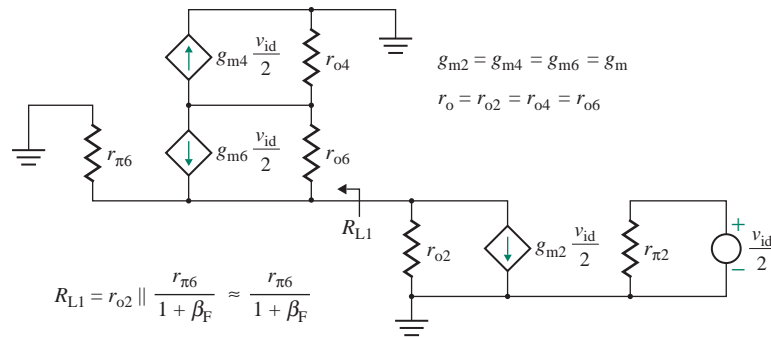 g_m4 v_id/2
r_o4
g_m2 = g_m4 = g_m6 = g_m
r_o = r_o2 = r_o4 = r_o6
r_π6
g_m6 v_id/2
r_o6
R_L1
r_o2
g_m2 v_id/2
r_π2
+
−
v_id/2
R_L1 = r_o2 || r_π6/(1 + β_F) ≈ r_π6/(1 + β_F)